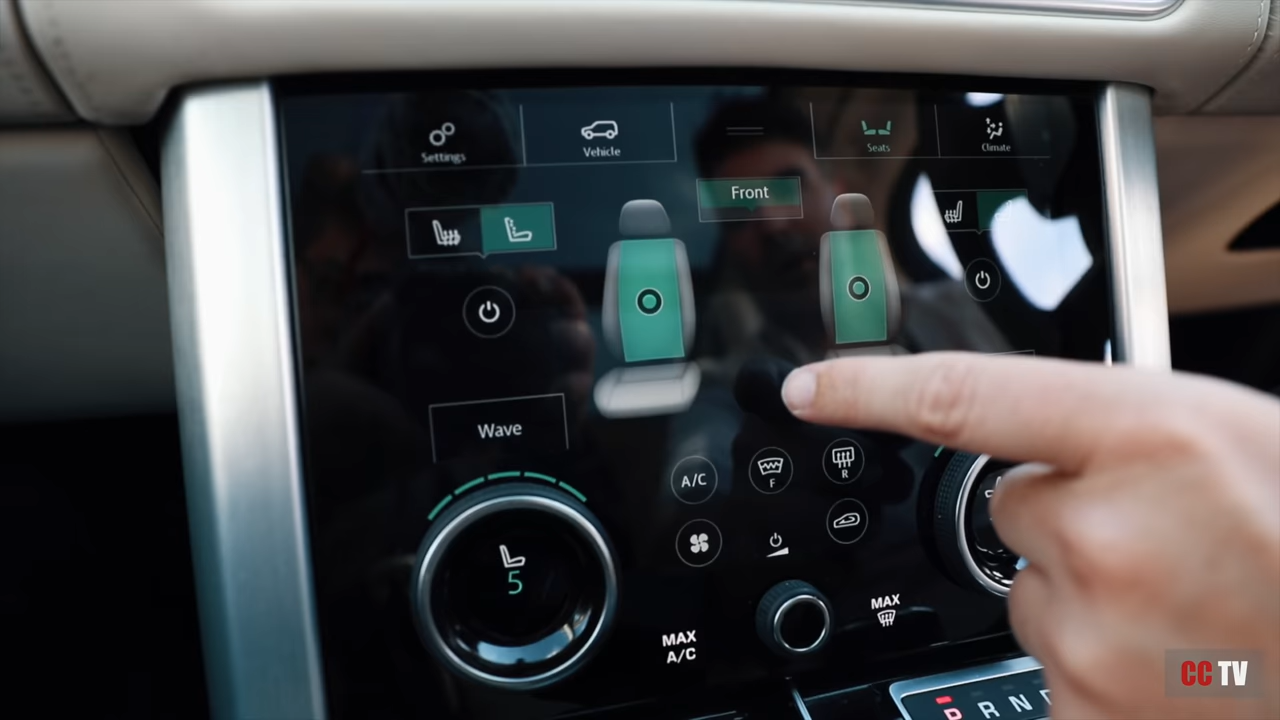 Settings
Vehicle
Seats
Climate
Front
Wave
A/C
F
R
5
MAX
A/C
MAX
P R N D
CC TV